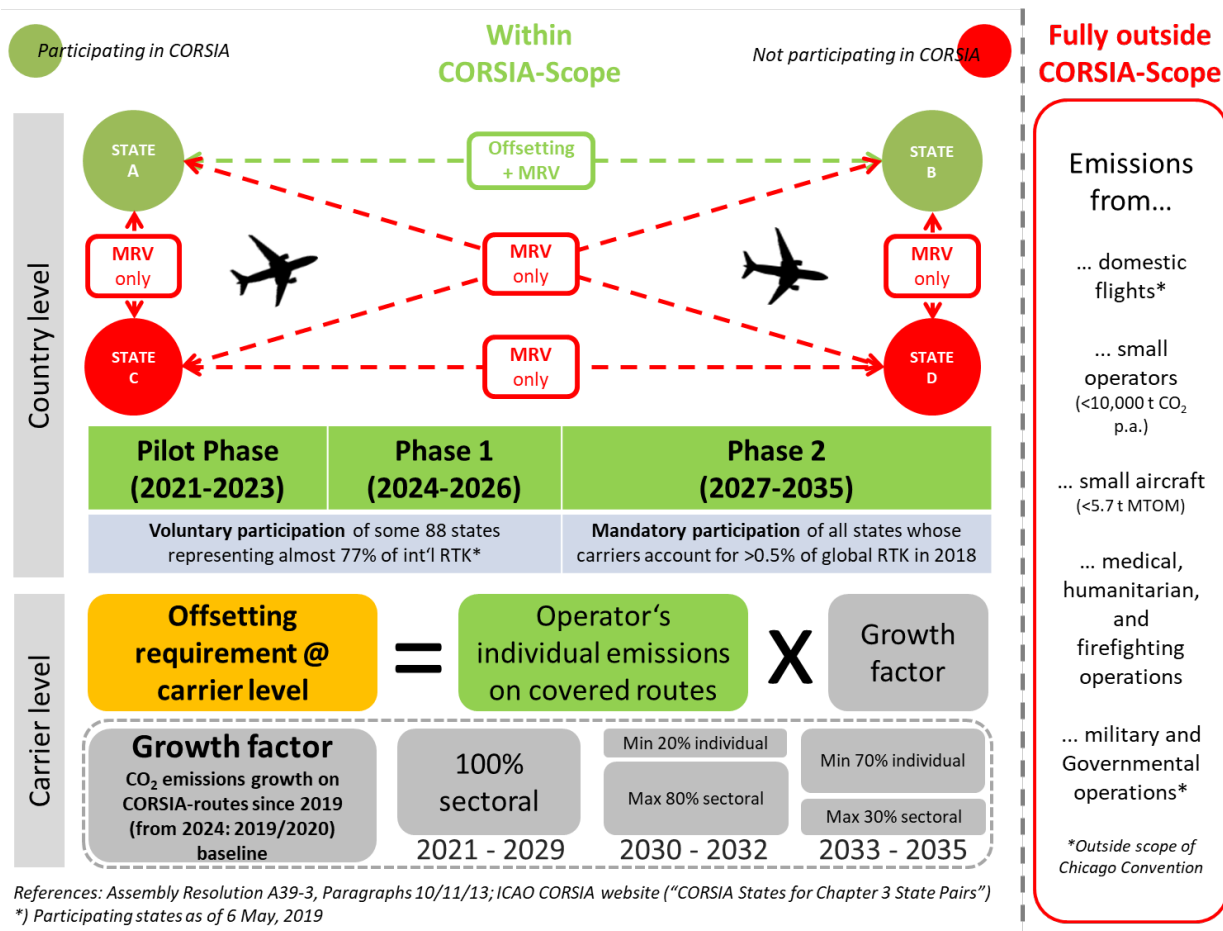 Participating in CORSIA
Within
CORSIA-Scope
Not participating in CORSIA
Fully outside
CORSIA-Scope
Country level
STATE
A
Offsetting
+ MRV
STATE
B
MRV
only
MRV
only
MRV
only
STATE
C
MRV
only
STATE
D
Pilot Phase
(2021-2023)
Phase 1
(2024-2026)
Phase 2
(2027-2035)
Voluntary participation of some 88 states
representing almost 77% of int‘l RTK*
Mandatory participation of all states whose
carriers account for >0.5% of global RTK in 2018
Carrier level
Offsetting
requirement @
carrier level
=
Operator‘s
individual emissions
on covered routes
X
Growth
factor
Growth factor
CO₂ emissions growth on
CORSIA-routes since 2019
(from 2024: 2019/2020)
baseline
100%
sectoral
2021 - 2029
Min 20% individual
Max 80% sectoral
2030 - 2032
Min 70% individual
Max 30% sectoral
2033 - 2035
Emissions
from...
... domestic
flights*
... small
operators
(<10,000 t CO₂
p.a.)
... small aircraft
(<5.7 t MTOM)
... medical,
humanitarian,
and
firefighting
operations
... military and
Governmental
operations*
*Outside scope of
Chicago Convention
References: Assembly Resolution A39-3, Paragraphs 10/11/13; ICAO CORSIA website (“CORSIA States for Chapter 3 State Pairs”)
*) Participating states as of 6 May, 2019